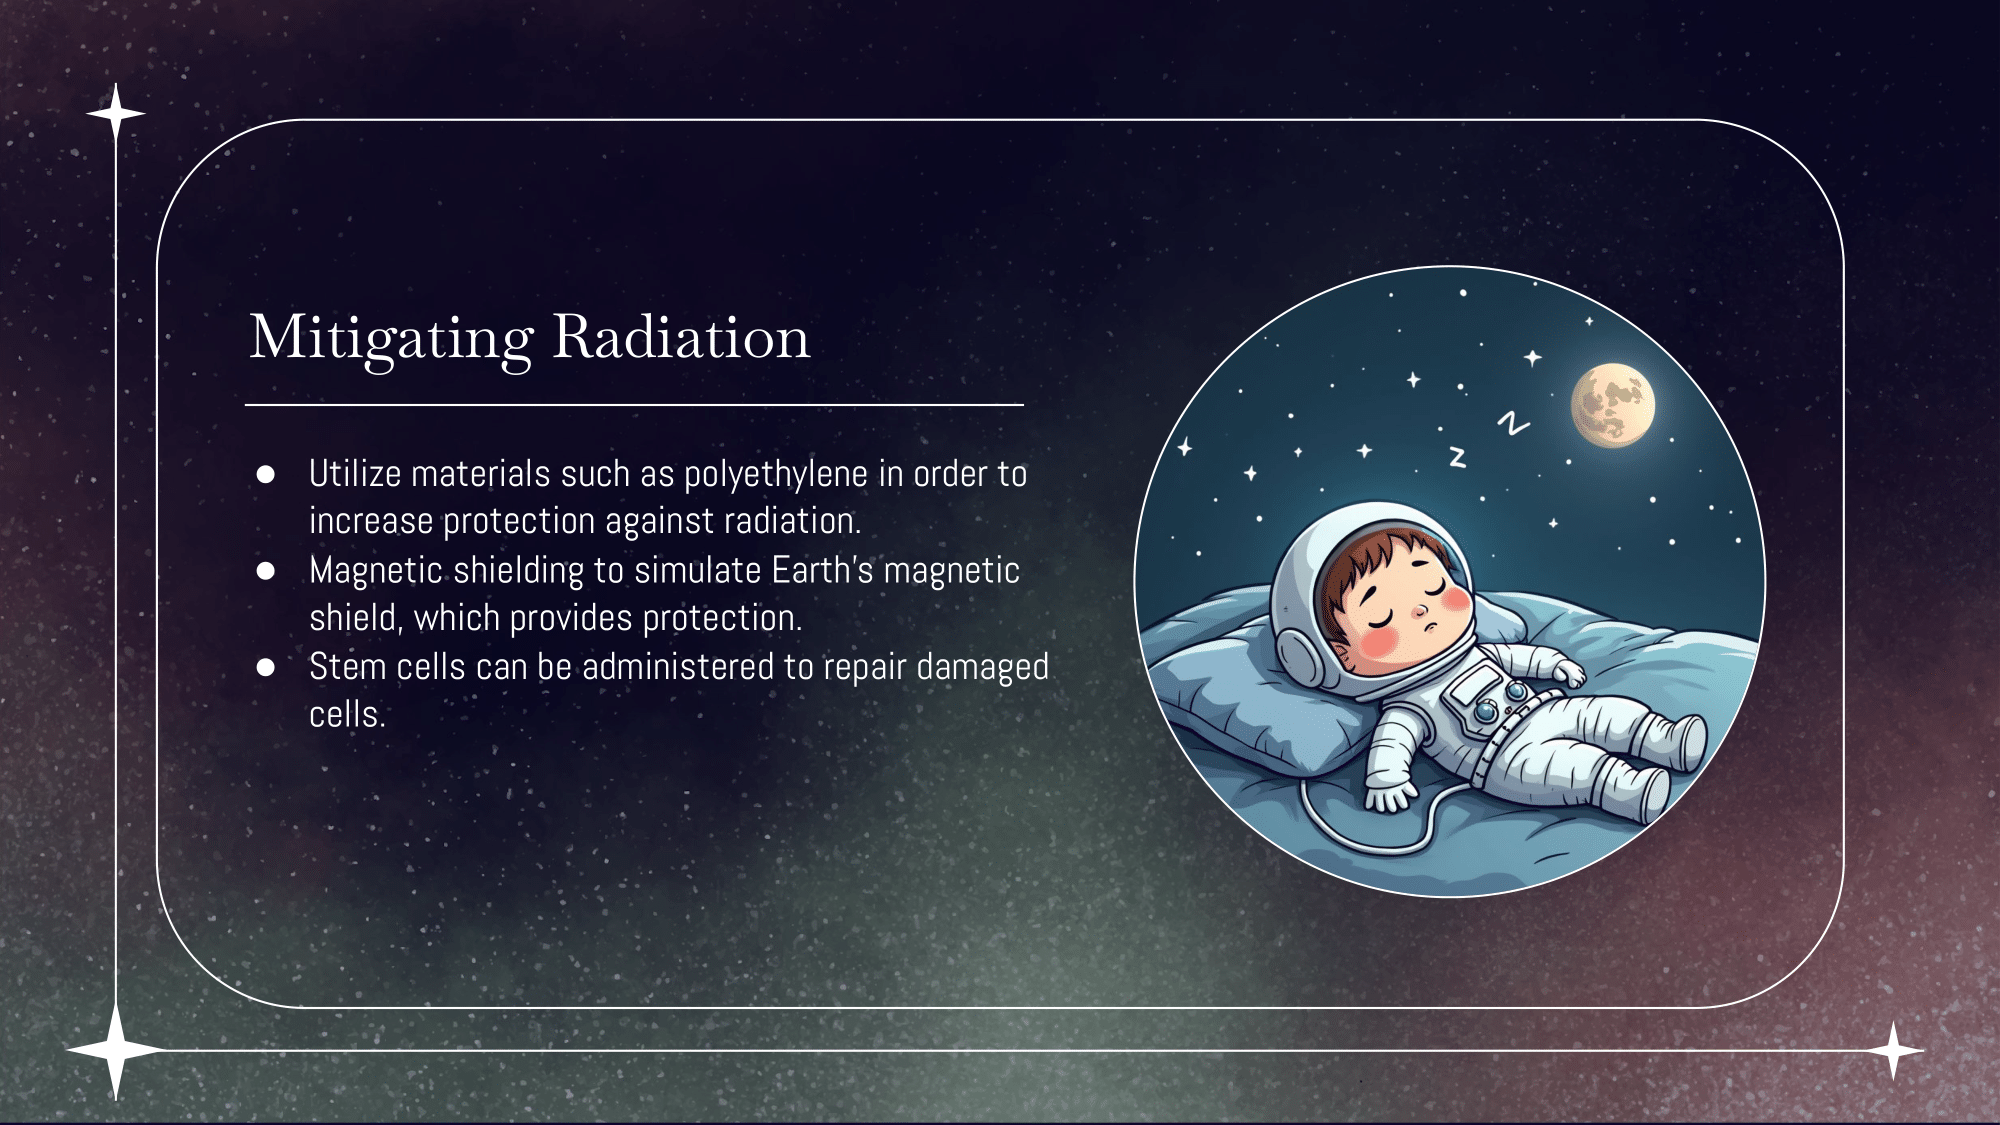 Mitigating Radiation
● Utilize materials such as polyethylene in order to
increase protection against radiation.
● Magnetic shielding to simulate Earth's magnetic
shield, which provides protection.
● Stem cells can be administered to repair damaged
cells.
Z
z